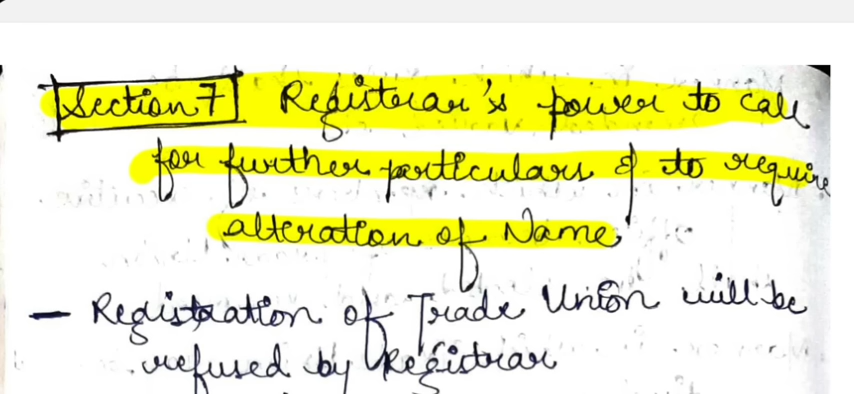 Section 7 Registrar's power to call
for further particulars & to require
alteration of Name
— Registration of Trade Union will be
refused by Registrar